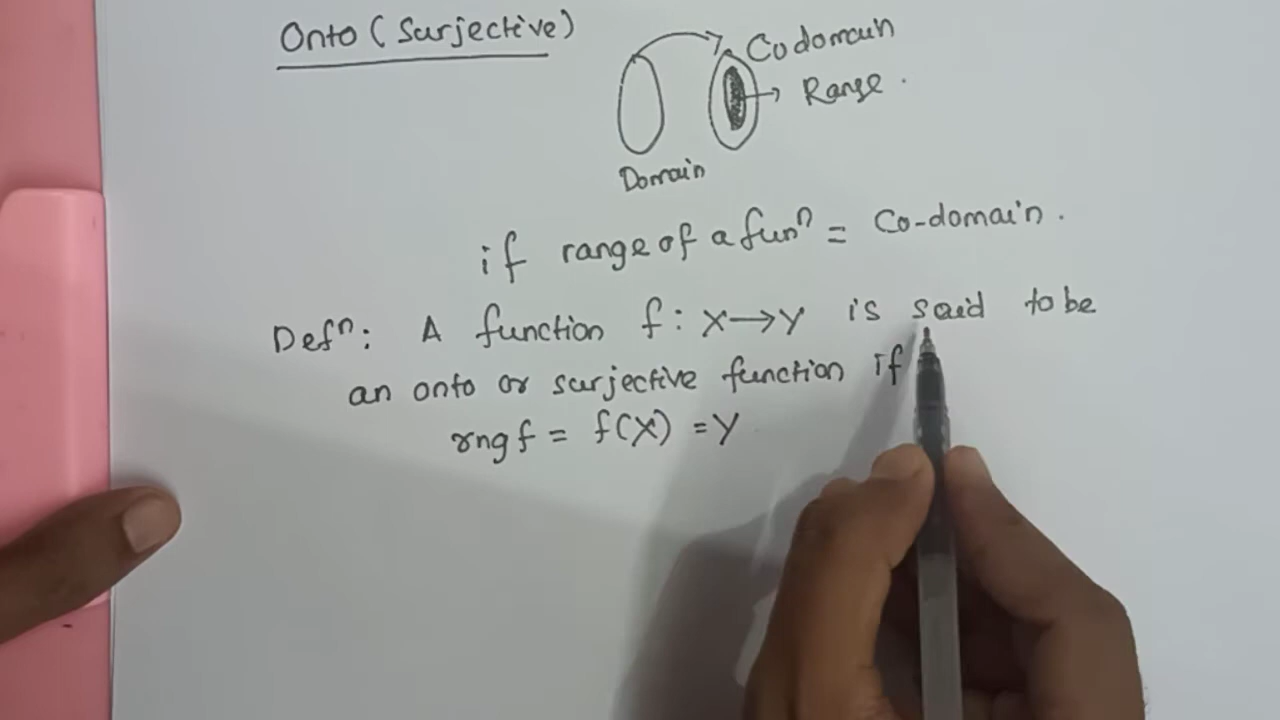 Onto (Surjective)
Codomain
Range.
Domain
if range of a funⁿ = Co-domain.
Defⁿ: A function f: X→Y is said to be
an onto or surjective function if
rng f = f(X) = Y